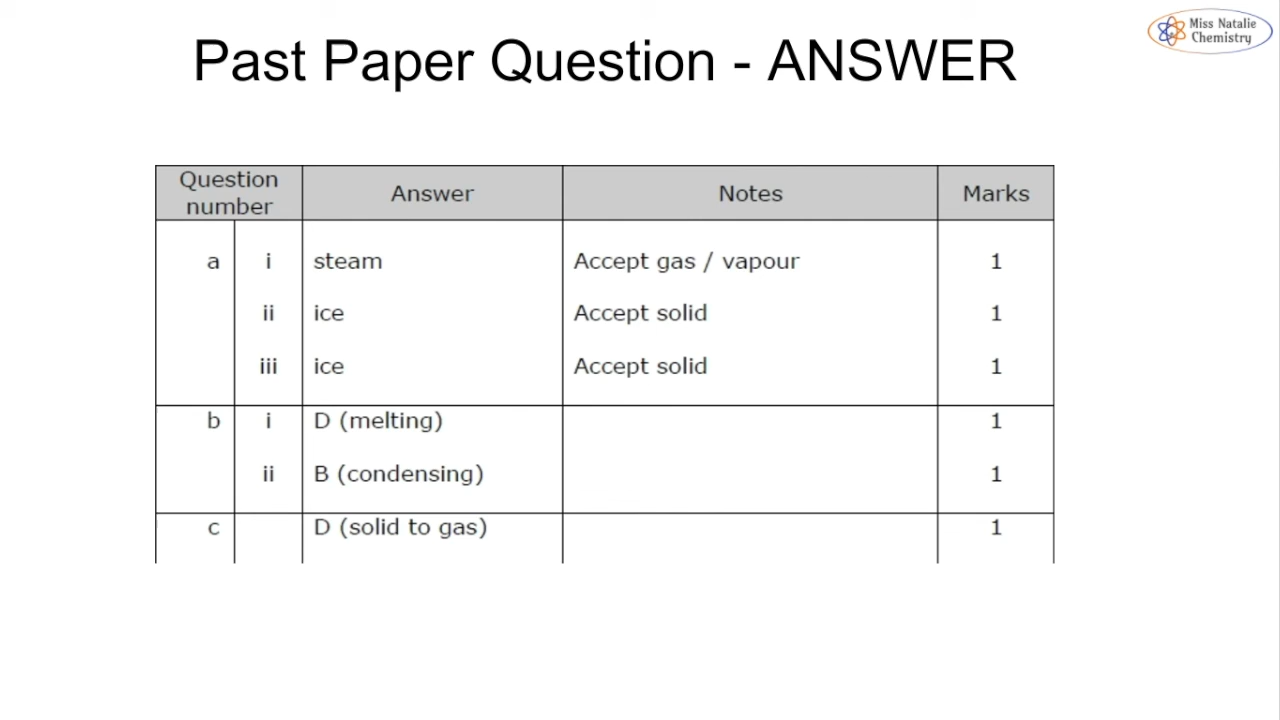 Miss Natalie
Chemistry
Past Paper Question - ANSWER
Question
number Answer Notes Marks
a i steam Accept gas / vapour 1
ii ice Accept solid 1
iii ice Accept solid 1
b i D (melting) 1
ii B (condensing) 1
c D (solid to gas) 1